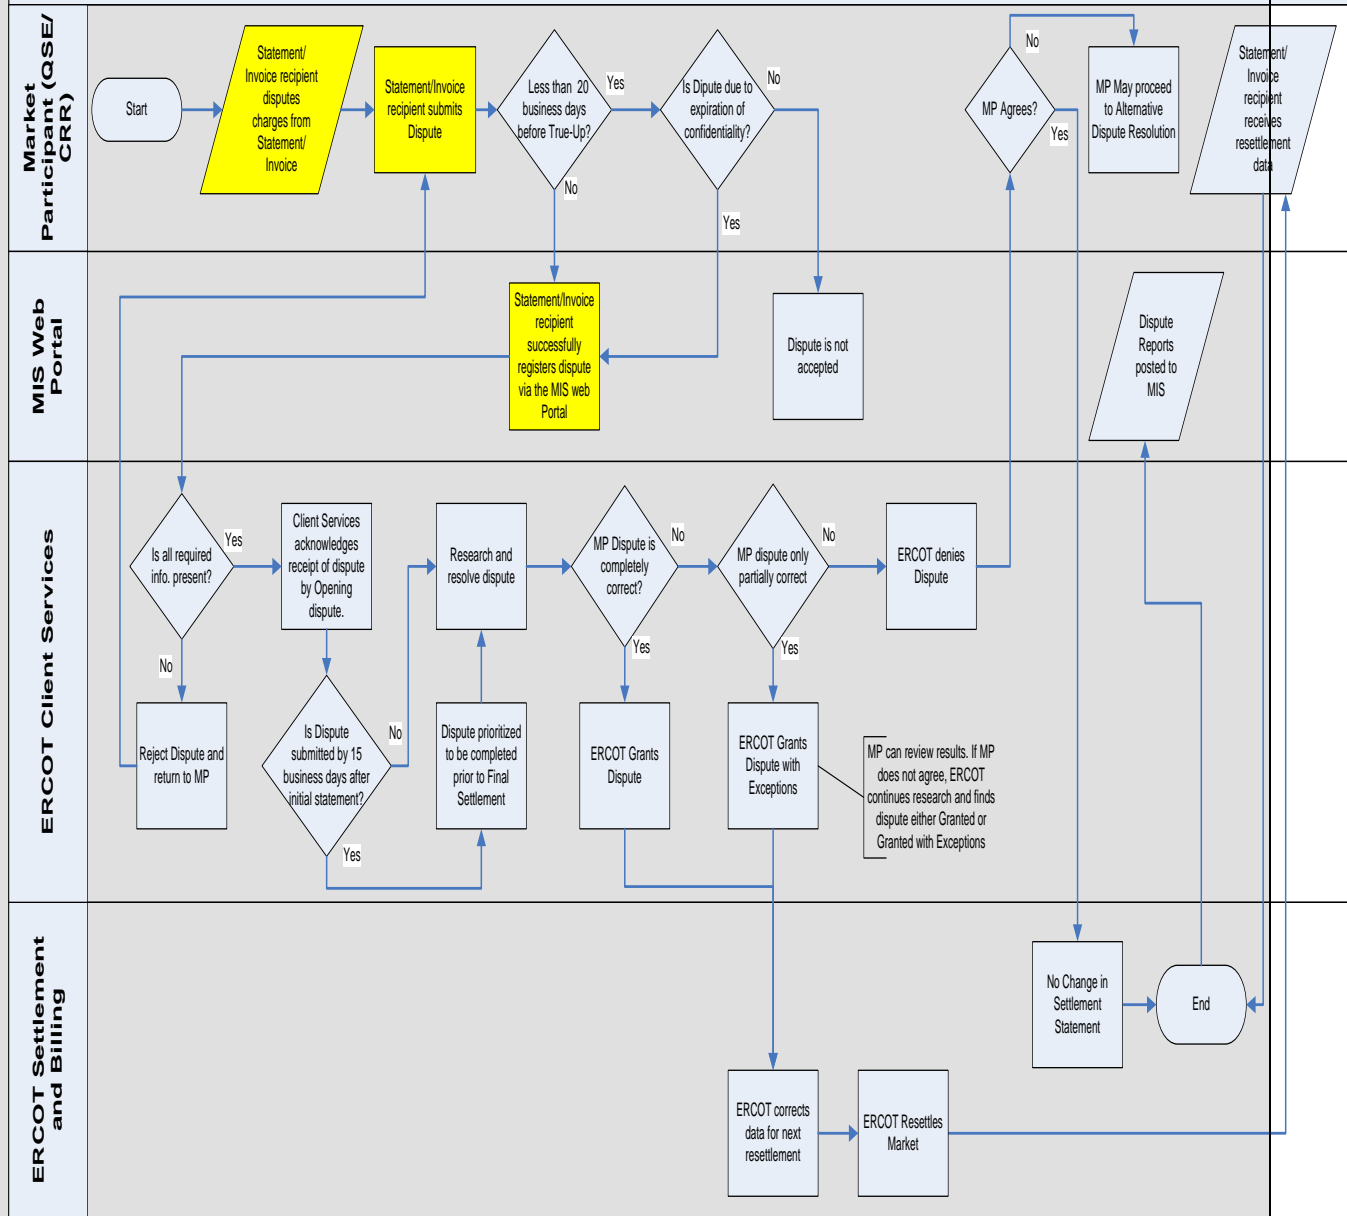 Market
Participant (QSE/
CRR)
Start
Statement/
Invoice recipient
disputes
charges from
Statement/
Invoice
Statement/Invoice
recipient submits
Dispute
Less than 20
business days
before True-Up?
Yes
No
Is Dipute due to
expiration of
confidentiality?
No
Yes
MP Agrees?
No
Yes
MP May proceed
to Alternative
Dispute Resolution
Statement/
Invoice
recipient
receives
resettlement
data
MIS Web
Portal
Statement/Invoice
recipient
successfully
registers dispute
via the MIS web
Portal
Dispute is not
accepted
Dispute
Reports
posted to
MIS
ERCOT Client Services
Is all required
info. present?
Yes
No
Client Services
acknowledges
receipt of dispute
by Opening
dispute.
Research and
resolve dispute
MP Dispute is
completely
correct?
No
Yes
MP dispute only
partially correct
No
Yes
ERCOT denies
Dispute
Reject Dispute and
return to MP
Is Dispute
submitted by 15
business days after
initial statement?
No
Yes
Dispute prioritized
to be completed
prior to Final
Settlement
ERCOT Grants
Dispute
ERCOT Grants
Dispute with
Exceptions
MP can review results. If MP
does not agree, ERCOT
continues research and finds
dispute either Granted or
Granted with Exceptions
ERCOT Settlement
and Billing
No Change in
Settlement
Statement
End
ERCOT corrects
data for next
resettlement
ERCOT Resettles
Market